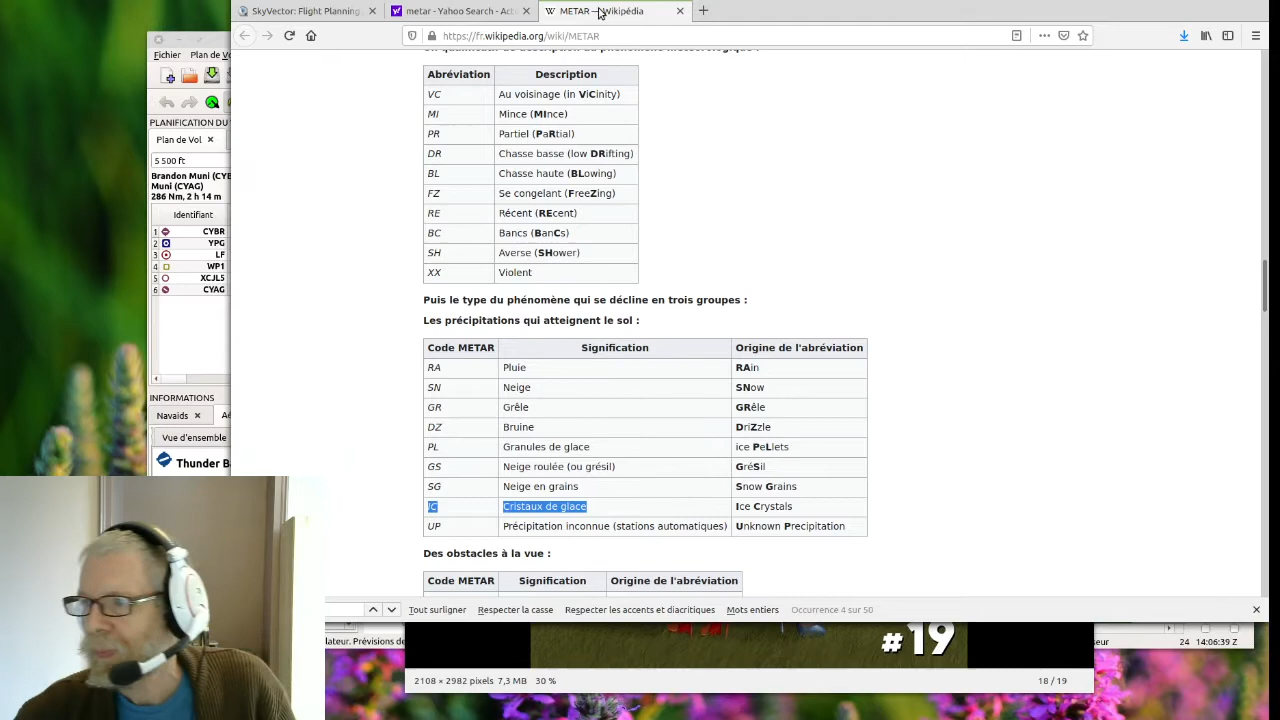 SkyVector: Flight Planning
metar - Yahoo Search - Act
METAR — Wikipédia
https://fr.wikipedia.org/wiki/METAR
Fichier Plan de Vo
PLANIFICATION DU
Plan de Vol
5 500 ft
Brandon Muni (CYB
Muni (CYAG)
286 Nm, 2 h 14 m
Identifiant
1 CYBR
2 YPG
3 LF
4 WP1
5 XCJL5
6 CYAG
INFORMATIONS
Navaids Aé
Vue d'ensemble
Thunder B
Abréviation Description
VC Au voisinage (in ViCinity)
MI Mince (MInce)
PR Partiel (PaRtial)
DR Chasse basse (low DRifting)
BL Chasse haute (BLowing)
FZ Se congelant (FreeZing)
RE Récent (REcent)
BC Bancs (BanCs)
SH Averse (SHower)
XX Violent
Puis le type du phénomène qui se décline en trois groupes :
Les précipitations qui atteignent le sol :
Code METAR Signification Origine de l'abréviation
RA Pluie RAin
SN Neige SNow
GR Grêle GRêle
DZ Bruine DriZzle
PL Granules de glace ice PeLlets
GS Neige roulée (ou grésil) GréSil
SG Neige en grains Snow Grains
IC Cristaux de glace Ice Crystals
UP Précipitation inconnue (stations automatiques) Unknown Precipitation
Des obstacles à la vue :
Code METAR Signification Origine de l'abréviation
Tout surligner Respecter la casse Respecter les accents et diacritiques Mots entiers Occurrence 4 sur 50
lateur. Prévisions de
seur 24 14:06:39 Z
#19
2108 × 2982 pixels 7,3 MB 30 % 18 / 19